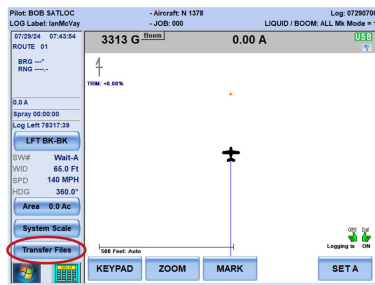 Pilot: BOB SATLOC - Aircraft: N 1378 Log: 07290700
LOG Label: IanMcVay - JOB: 000 LIQUID / BOOM: ALL Mk Mode = 1
07/29/24 07:43:54
ROUTE 01
BRG ---°
RNG ----.-
0.0 A
Spray 00:00:00
Log Left 78317:39
LFT BK-BK
SW# Wait-A
WID 65.0 Ft
SPD 140 MPH
HDG 360.0°
Area 0.0 Ac
System Scale
Transfer Files
3313 G Boom 0.00 A USB
TRIM: +0.00%
500 Feet: Auto
GPS Dif
Logging is ON
KEYPAD ZOOM MARK SET A